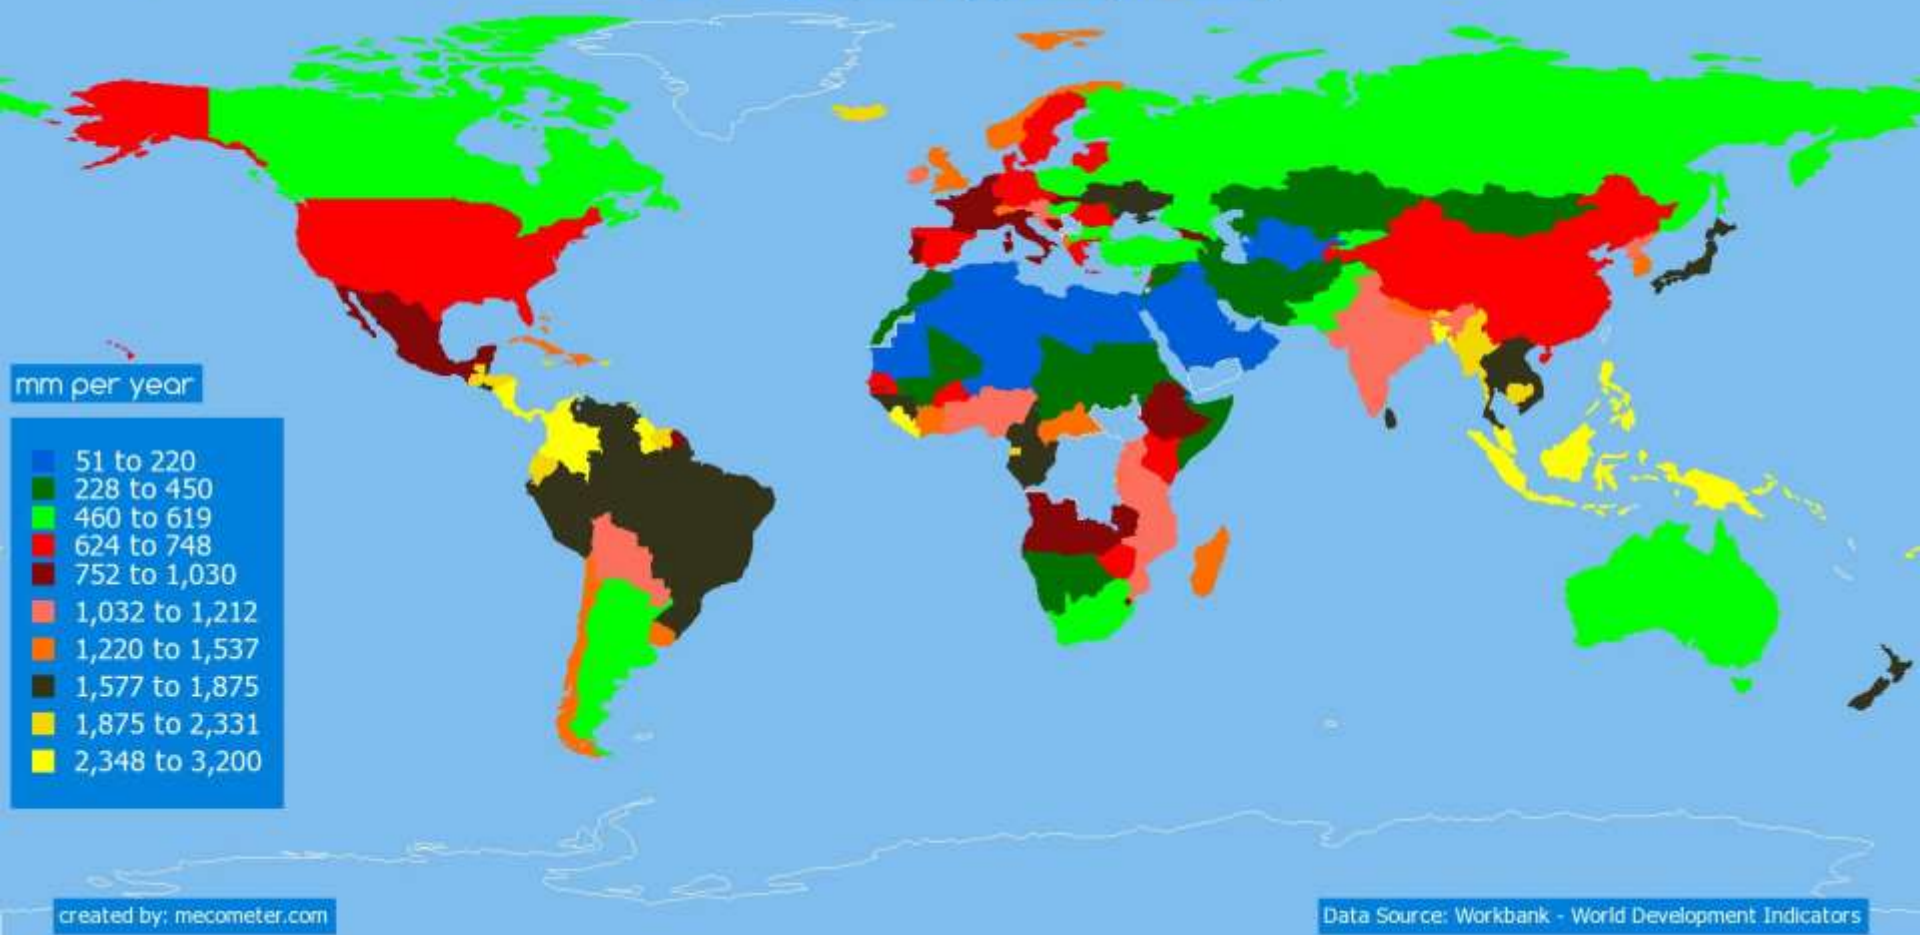 mm per year
51 to 220
228 to 450
460 to 619
624 to 748
752 to 1,030
1,032 to 1,212
1,220 to 1,537
1,577 to 1,875
1,875 to 2,331
2,348 to 3,200
created by: mecometer.com
Data Source: Workbank - World Development Indicators